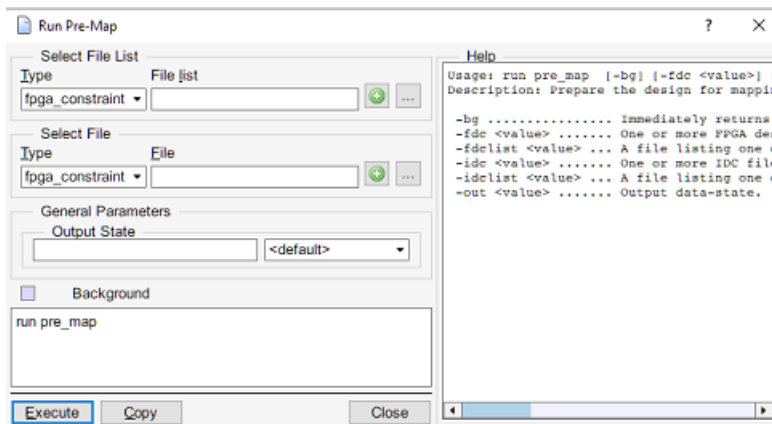 Run Pre-Map
? X
Select File List
Type File list
fpga_constraint
...
Select File
Type File
fpga_constraint
...
General Parameters
Output State
<default>
Background
run pre_map
Execute Copy Close
Help
Usage: run pre_map [-bg] [-fdc <value>]
Description: Prepare the design for
-bg ................ Immediately returns
-fdc <value> ....... One or more FPGA
-fdclist <value> ... A file listing one
-idc <value> ....... One or more IDC
-idclist <value> ... A file listing one
-out <value> ....... Output data-state.